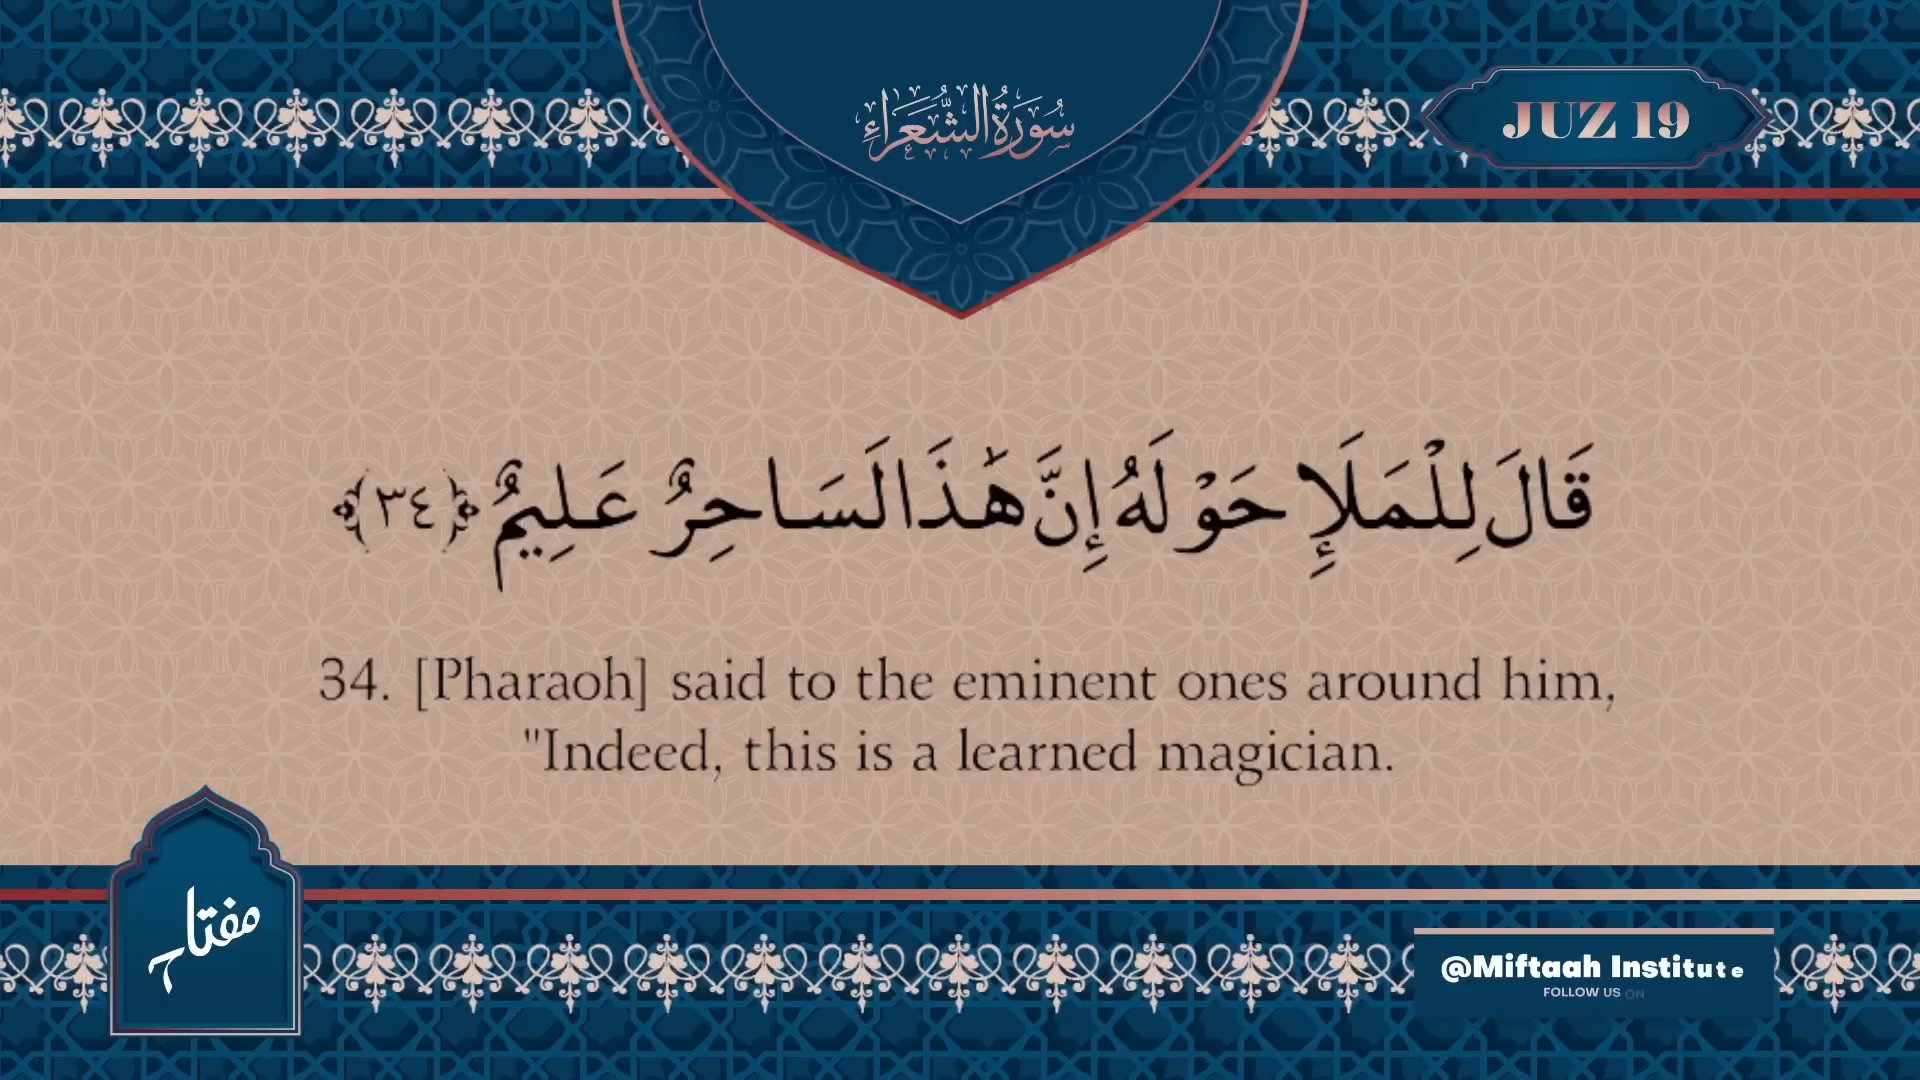 سُورَةُ الشُّعَرَاءِ
JUZ 19
قَالَ لِلْمَلَإِ حَوْلَهُ إِنَّ هَٰذَا لَسَاحِرٌ عَلِيمٌ ﴿٣٤﴾
34. [Pharaoh] said to the eminent ones around him,
"Indeed, this is a learned magician.
مفتاح
@Miftaah Institute
FOLLOW US ON